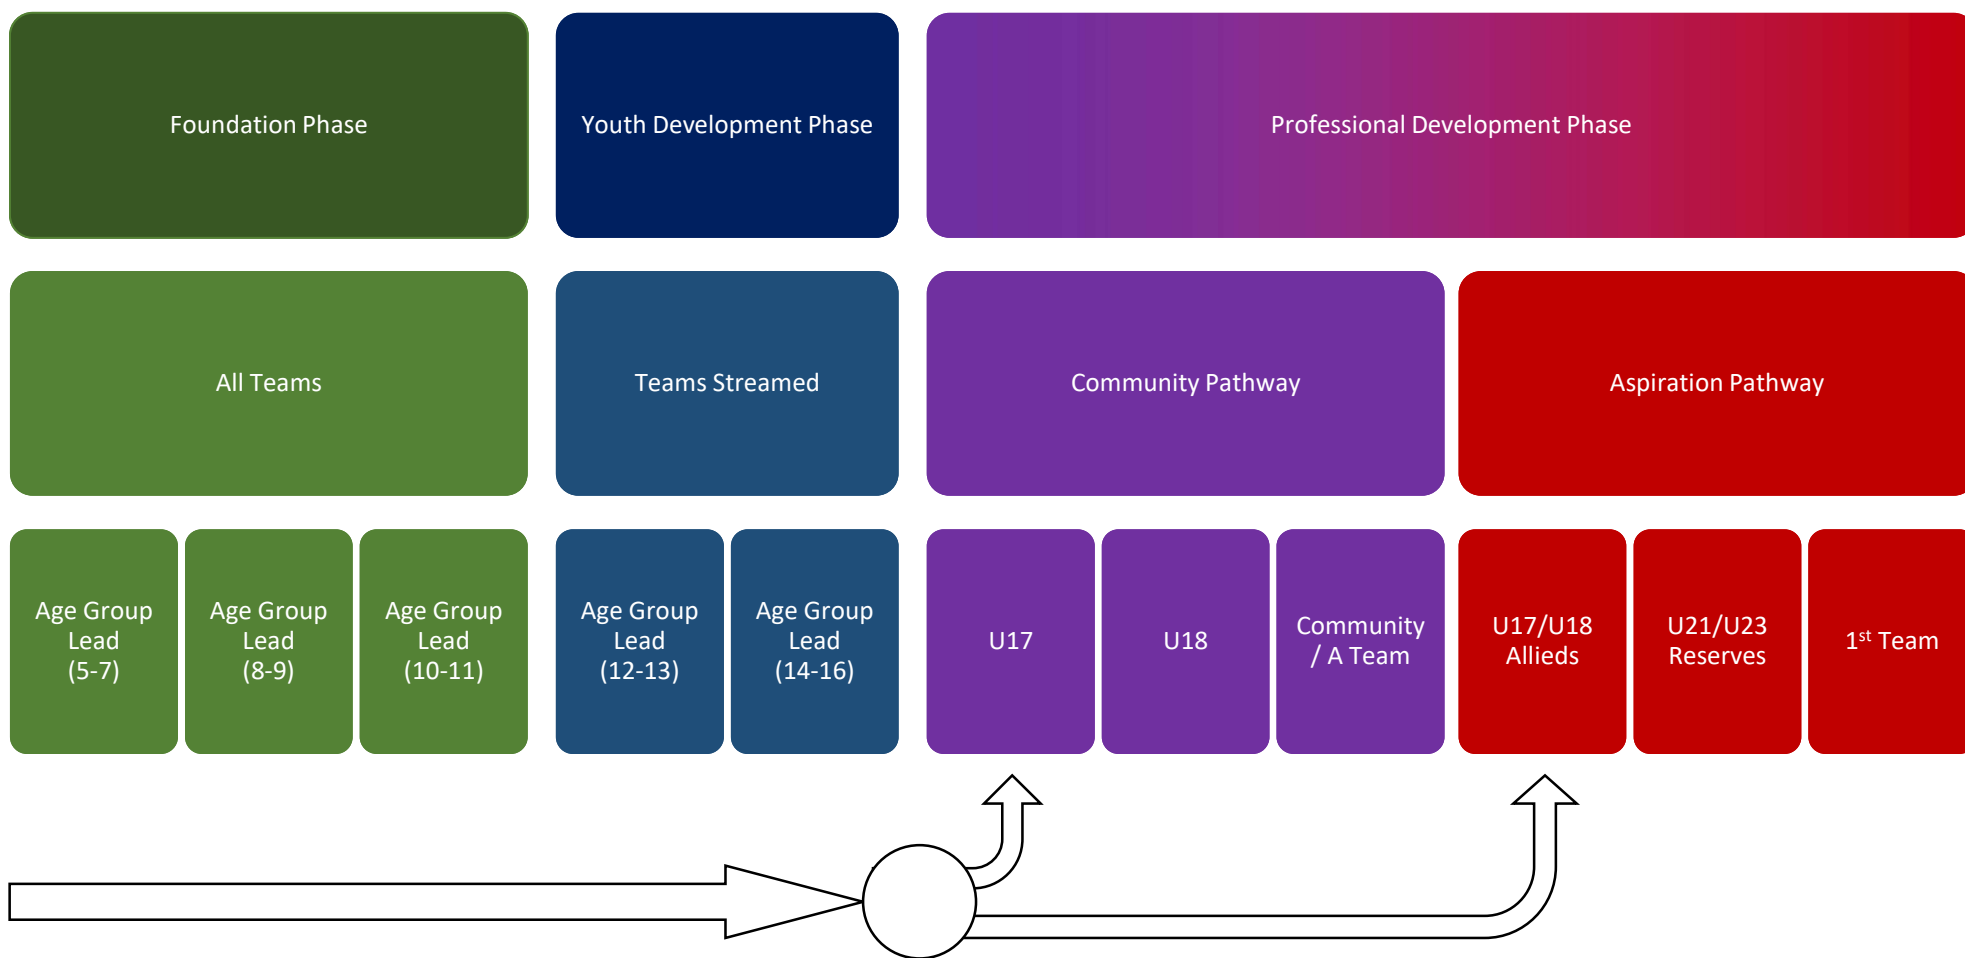 Foundation Phase
Youth Development Phase
Professional Development Phase
All Teams
Teams Streamed
Community Pathway
Aspiration Pathway
Age Group
Lead
(5-7)
Age Group
Lead
(8-9)
Age Group
Lead
(10-11)
Age Group
Lead
(12-13)
Age Group
Lead
(14-16)
U17
U18
Community
/ A Team
U17/U18
Allieds
U21/U23
Reserves
1st Team